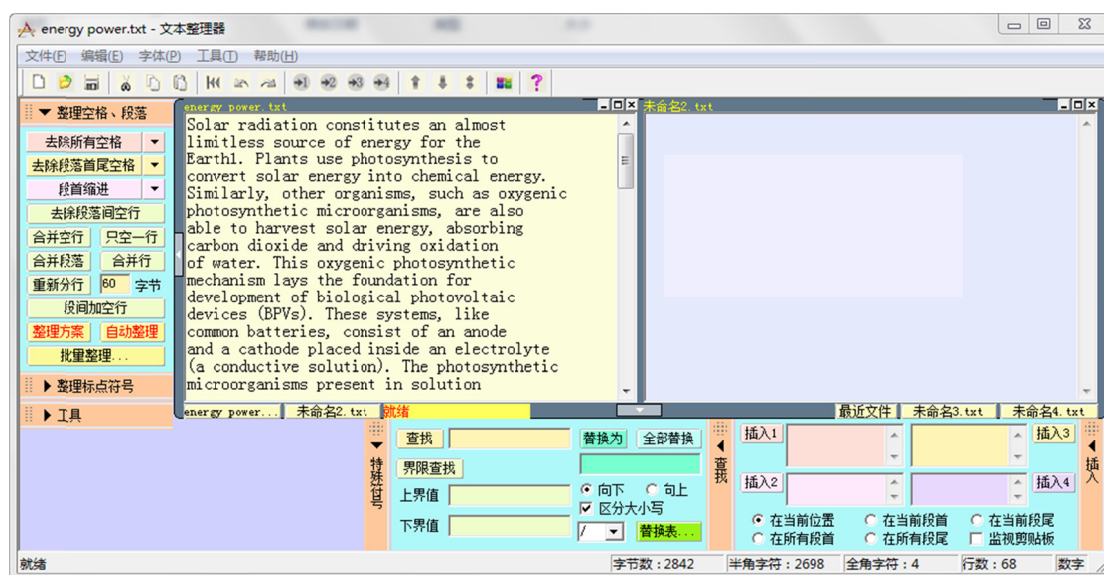 energy power.txt - 文本整理器
文件(F) 编辑(E) 字体(P) 工具(T) 帮助(H)
整理空格、段落
去除所有空格
去除段落首尾空格
段首缩进
去除段落间空行
合并空行 只空一行
合并段落 合并行
重新分行 60 字节
段间加空行
整理方案 自动整理
批量整理...
整理标点符号
工具
energy power.txt
Solar radiation constitutes an almost
limitless source of energy for the
Earth1. Plants use photosynthesis to
convert solar energy into chemical energy.
Similarly, other organisms, such as oxygenic
photosynthetic microorganisms, are also
able to harvest solar energy, absorbing
carbon dioxide and driving oxidation
of water. This oxygenic photosynthetic
mechanism lays the foundation for
development of biological photovoltaic
devices (BPVs). These systems, like
common batteries, consist of an anode
and a cathode placed inside an electrolyte
(a conductive solution). The photosynthetic
microorganisms present in solution
未命名2.txt
energy power... 未命名2.tx 就绪 最近文件 未命名3.txt 未命名4.txt
特殊符号
查找 替换为 全部替换
界限查找
上界值 向下 向上
区分大小写
下界值 / 替换表...
查找
插入1 插入3
插入2 插入4
在当前位置 在当前段首 在当前段尾
在所有段首 在所有段尾 监视剪贴板
插入
就绪 字节数:2842 半角字符:2698 全角字符:4 行数:68 数字